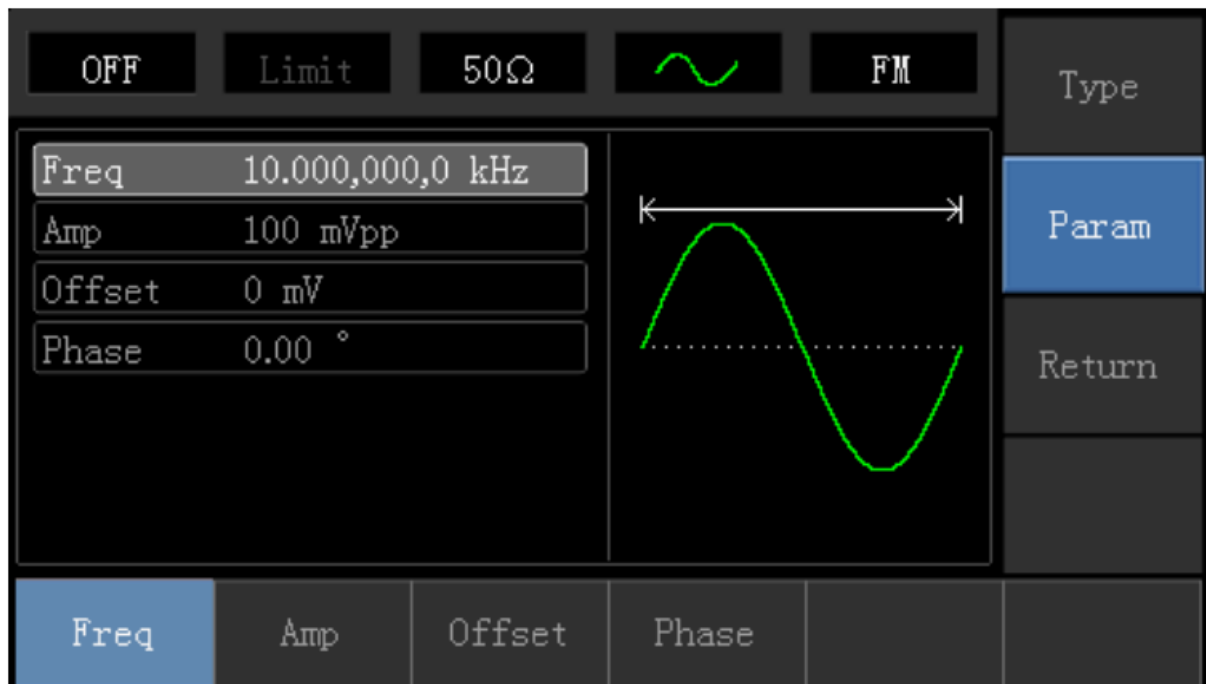 OFF Limit 50Ω FM
Type
Freq 10.000,000,0 kHz
Amp 100 mVpp
Param
Offset 0 mV
Phase 0.00 °
Return
Freq Amp Offset Phase